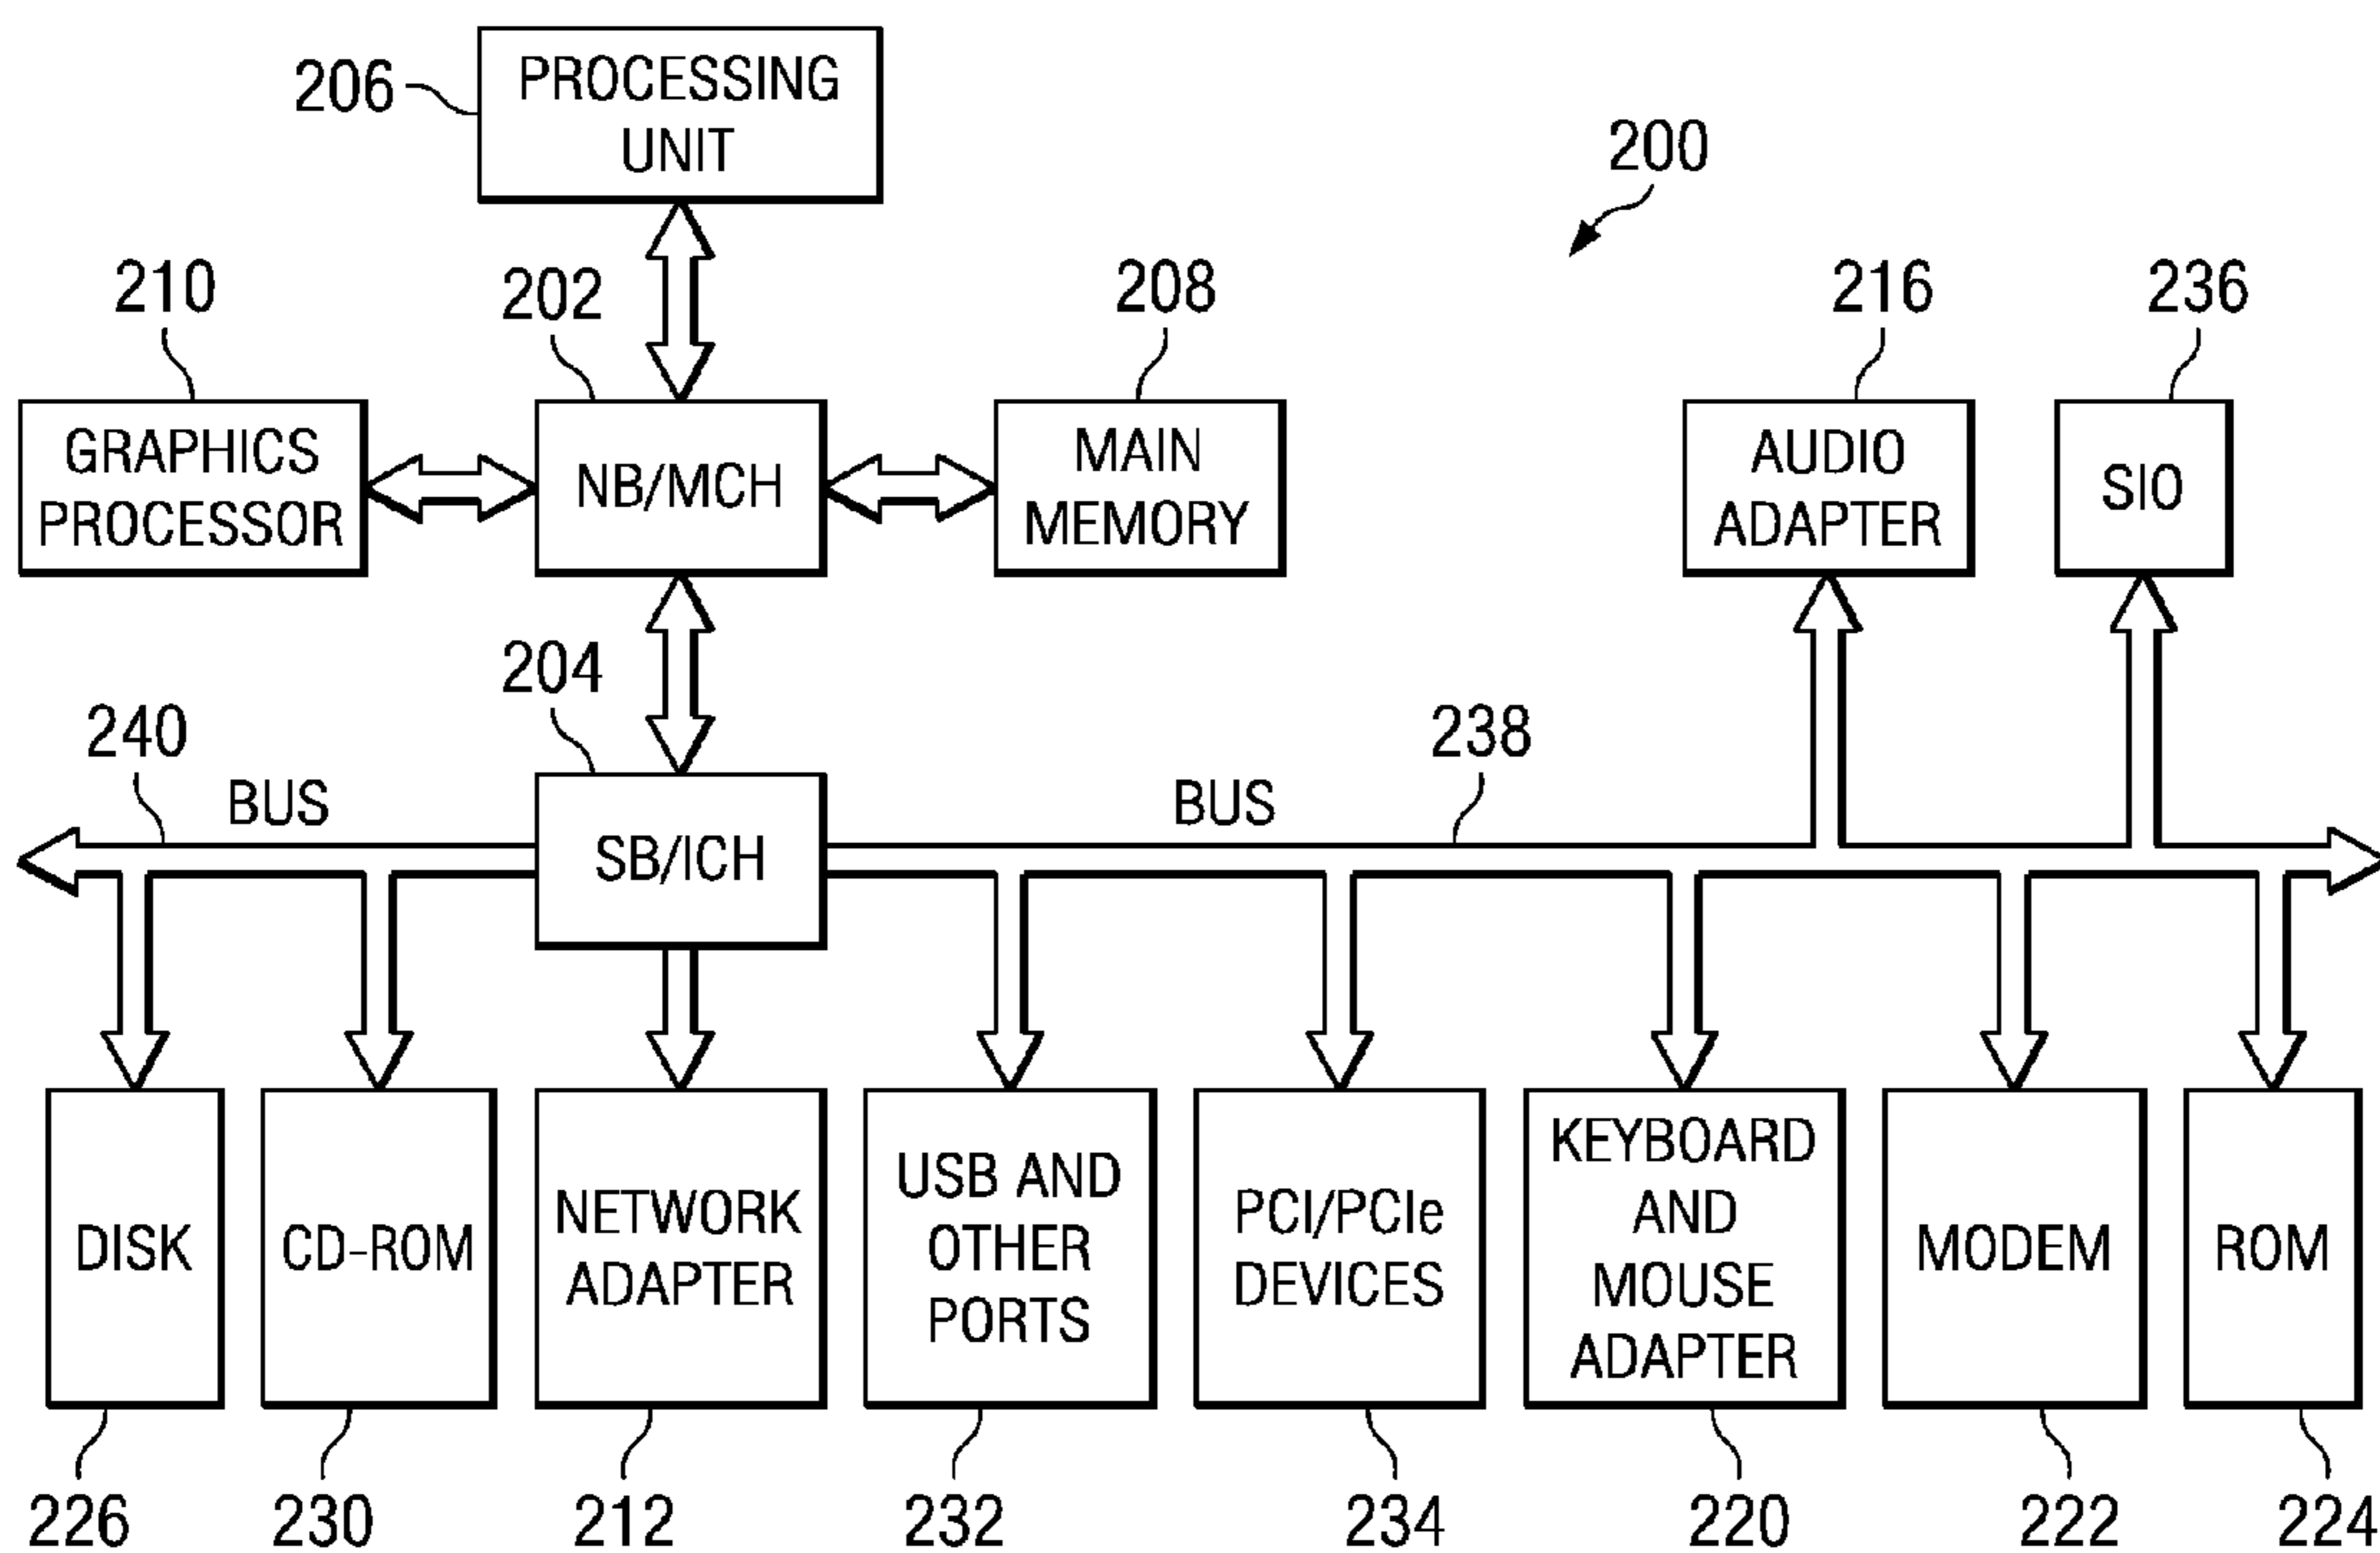 206
PROCESSING
UNIT
200
210
202
208
216
236
GRAPHICS
PROCESSOR
NB/MCH
MAIN
MEMORY
AUDIO
ADAPTER
SIO
204
240
BUS
SB/ICH
BUS
238
DISK
CD-ROM
NETWORK
ADAPTER
USB AND
OTHER
PORTS
PCI/PCIe
DEVICES
KEYBOARD
AND
MOUSE
ADAPTER
MODEM
ROM
226
230
212
232
234
220
222
224